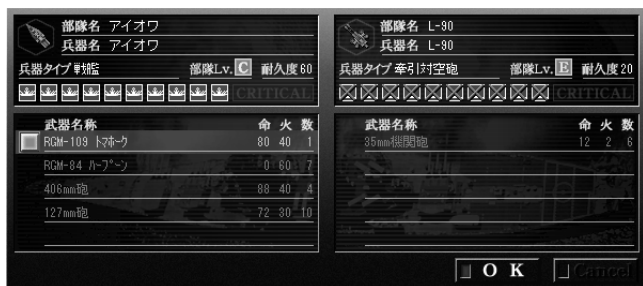 部隊名 アイオワ
兵器名 アイオワ
兵器タイプ 戦艦 部隊Lv. C 耐久度 60
CRITICAL
武器名称 命 火 数
RGM-109 トマホーク 80 40 1
RGM-84 ハープーン 0 60 7
406mm砲 88 40 4
127mm砲 72 30 10
部隊名 L-90
兵器名 L-90
兵器タイプ 牽引対空砲 部隊Lv. E 耐久度 20
CRITICAL
武器名称 命 火 数
35mm機関砲 12 2 6
OK Cancel